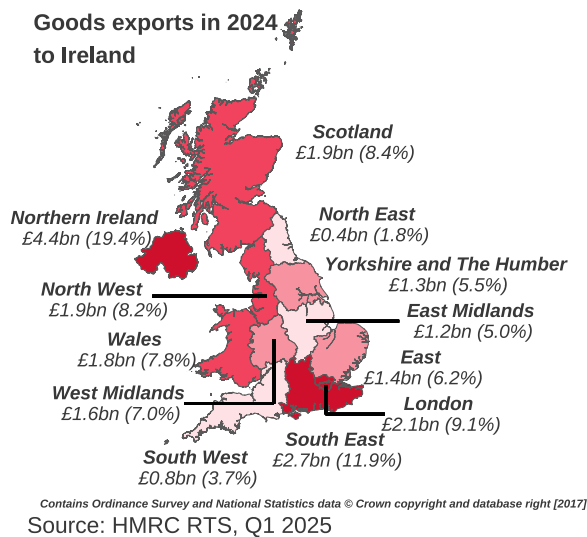 Goods exports in 2024
to Ireland
Scotland
£1.9bn (8.4%)
Northern Ireland
£4.4bn (19.4%)
North East
£0.4bn (1.8%)
Yorkshire and The Humber
£1.3bn (5.5%)
North West
£1.9bn (8.2%)
East Midlands
£1.2bn (5.0%)
Wales
£1.8bn (7.8%)
East
£1.4bn (6.2%)
West Midlands
£1.6bn (7.0%)
London
£2.1bn (9.1%)
South East
£2.7bn (11.9%)
South West
£0.8bn (3.7%)
Contains Ordinance Survey and National Statistics data © Crown copyright and database right [2017]
Source: HMRC RTS, Q1 2025